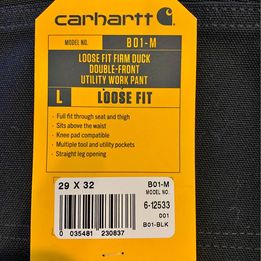 carhartt
MODEL NO. B01-M
LOOSE FIT FIRM DUCK
DOUBLE-FRONT
UTILITY WORK PANT
L LOOSE FIT
• Full fit through seat and thigh
• Sits above the waist
• Knee pad compatible
• Multiple tool and utility pockets
• Straight leg opening
29 X 32
B01-M
MODEL NO.
6-12533
001
B01-BLK
0 035481 230837